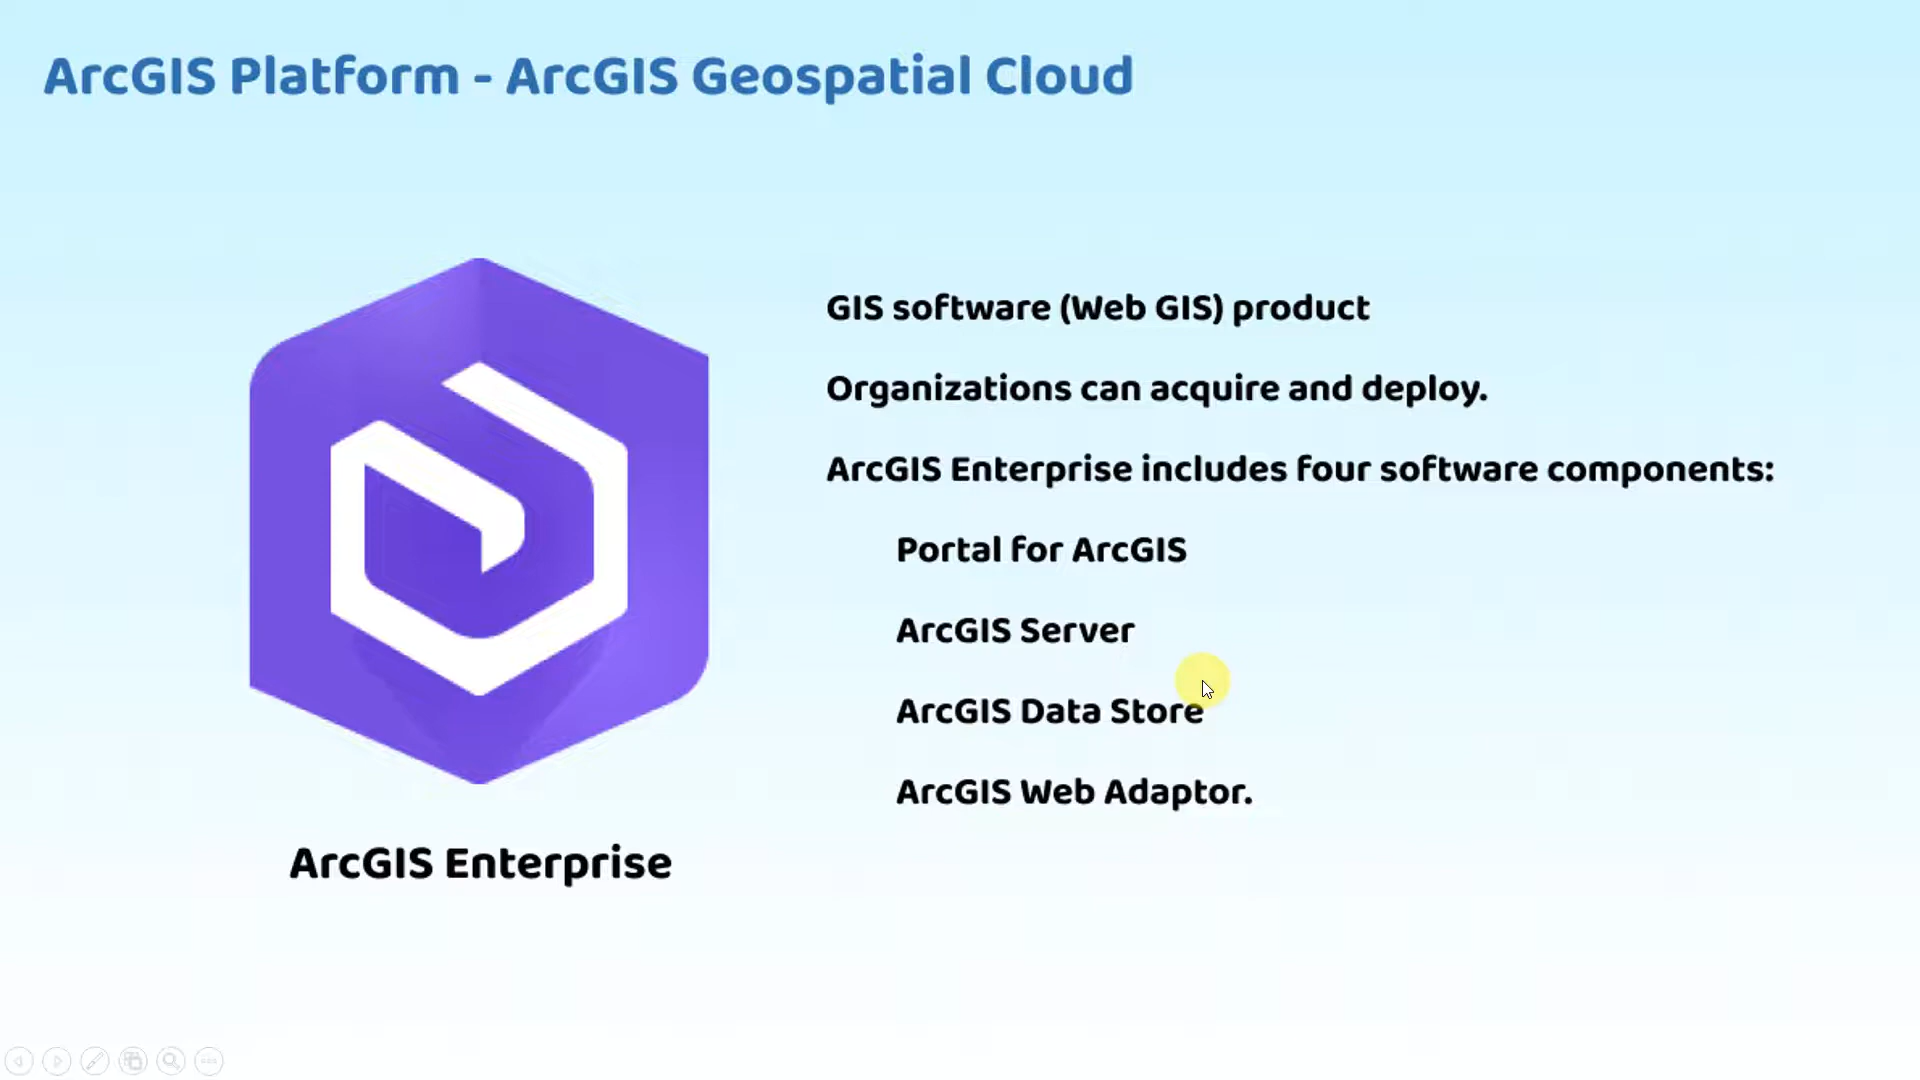 ArcGIS Platform - ArcGIS Geospatial Cloud
GIS software (Web GIS) product
Organizations can acquire and deploy.
ArcGIS Enterprise includes four software components:
Portal for ArcGIS
ArcGIS Server
ArcGIS Data Store
ArcGIS Web Adaptor.
ArcGIS Enterprise